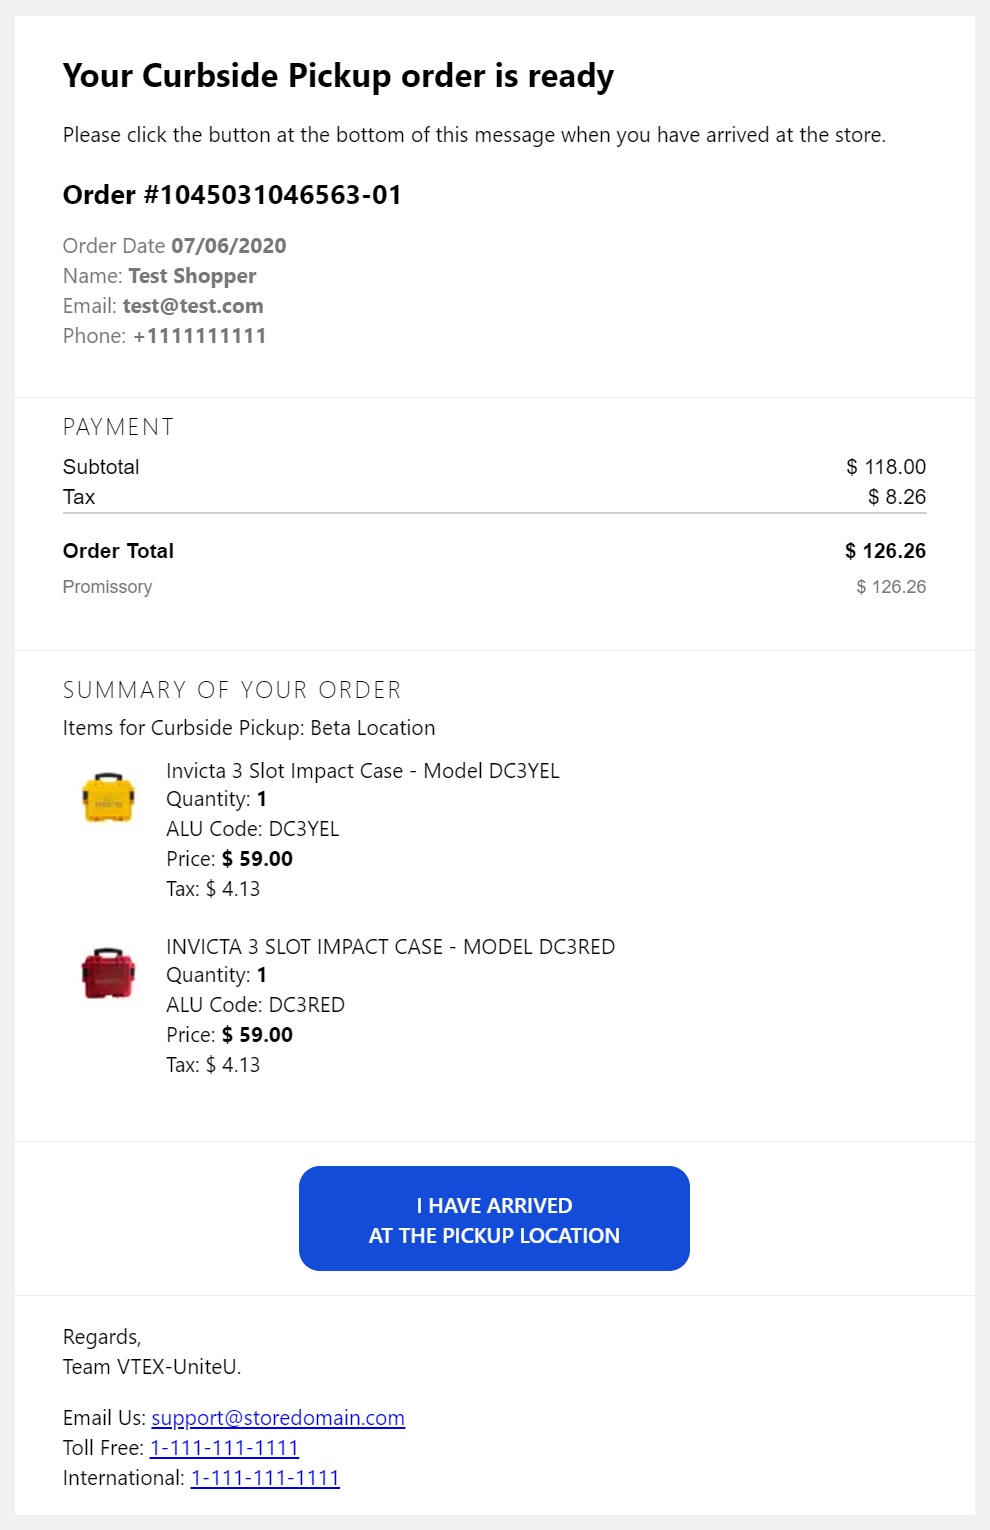 Your Curbside Pickup order is ready
Please click the button at the bottom of this message when you have arrived at the store.
Order #1045031046563-01
Order Date 07/06/2020
Name: Test Shopper
Email: test@test.com
Phone: +1111111111
PAYMENT
Subtotal $ 118.00
Tax $ 8.26
Order Total $ 126.26
Promissory $ 126.26
SUMMARY OF YOUR ORDER
Items for Curbside Pickup: Beta Location
Invicta 3 Slot Impact Case - Model DC3YEL
Quantity: 1
ALU Code: DC3YEL
Price: $ 59.00
Tax: $ 4.13
INVICTA 3 SLOT IMPACT CASE - MODEL DC3RED
Quantity: 1
ALU Code: DC3RED
Price: $ 59.00
Tax: $ 4.13
I HAVE ARRIVED
AT THE PICKUP LOCATION
Regards,
Team VTEX-UniteU.
Email Us: support@storedomain.com
Toll Free: 1-111-111-1111
International: 1-111-111-1111